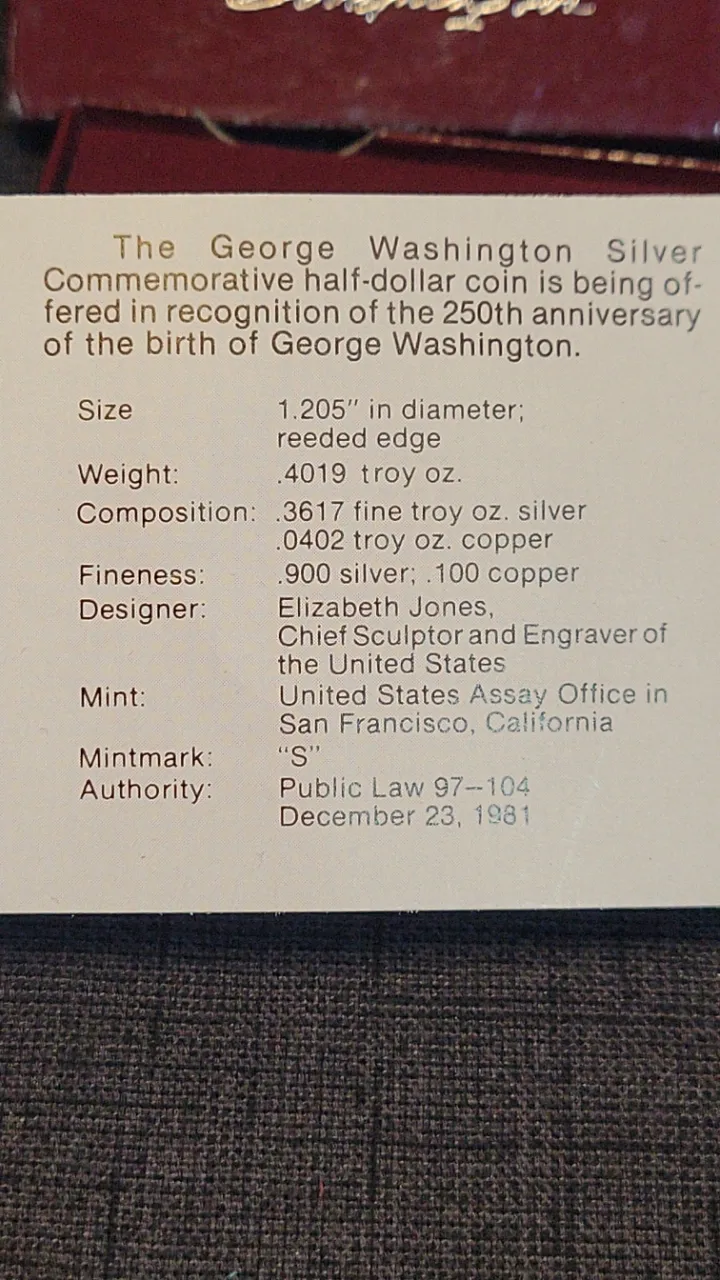 The George Washington Silver
Commemorative half-dollar coin is being of-
fered in recognition of the 250th anniversary
of the birth of George Washington.
Size 1.205" in diameter;
reeded edge
Weight: .4019 troy oz.
Composition: .3617 fine troy oz. silver
.0402 troy oz. copper
Fineness: .900 silver; .100 copper
Designer: Elizabeth Jones,
Chief Sculptor and Engraver of
the United States
Mint: United States Assay Office in
San Francisco, California
Mintmark: "S"
Authority: Public Law 97--104
December 23, 1981